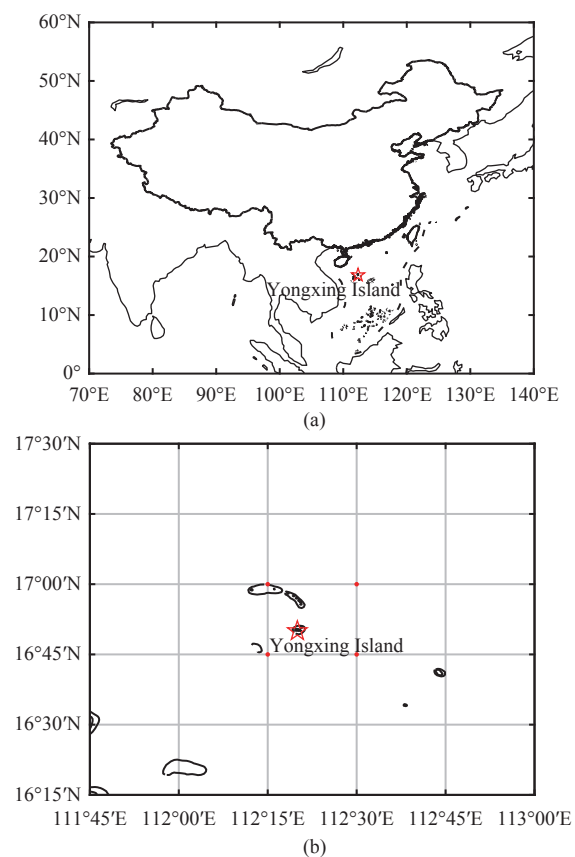 60°N
50°N
40°N
30°N
20°N
Yongxing Island
10°N
0°
70°E 80°E 90°E 100°E 110°E 120°E 130°E 140°E
(a)
17°30′N
17°15′N
17°00′N
Yongxing Island
16°45′N
16°30′N
16°15′N
111°45′E 112°00′E 112°15′E 112°30′E 112°45′E 113°00′E
(b)